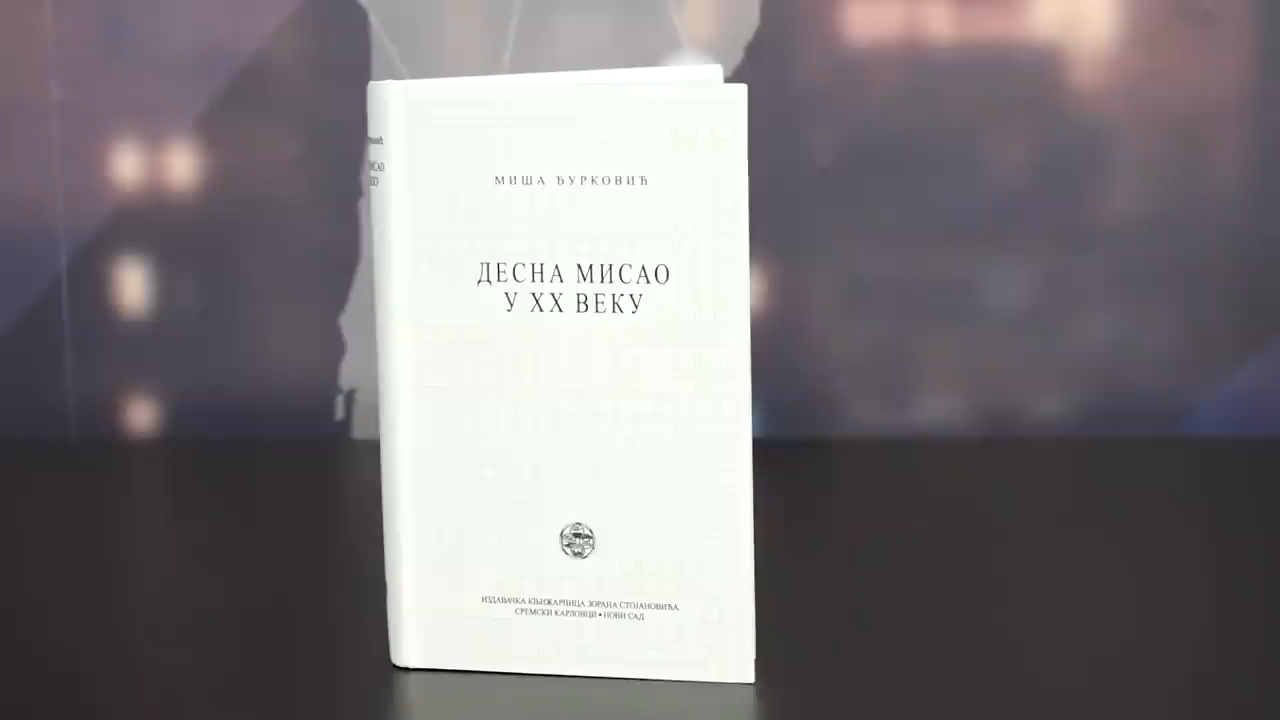 МИША ЂУРКОВИЋ
ДЕСНА МИСАО
У XX ВЕКУ
ИЗДАВАЧКА КЊИЖАРНИЦА ЗОРАНА СТОЈАНОВИЋА
СРЕМСКИ КАРЛОВЦИ • НОВИ САД